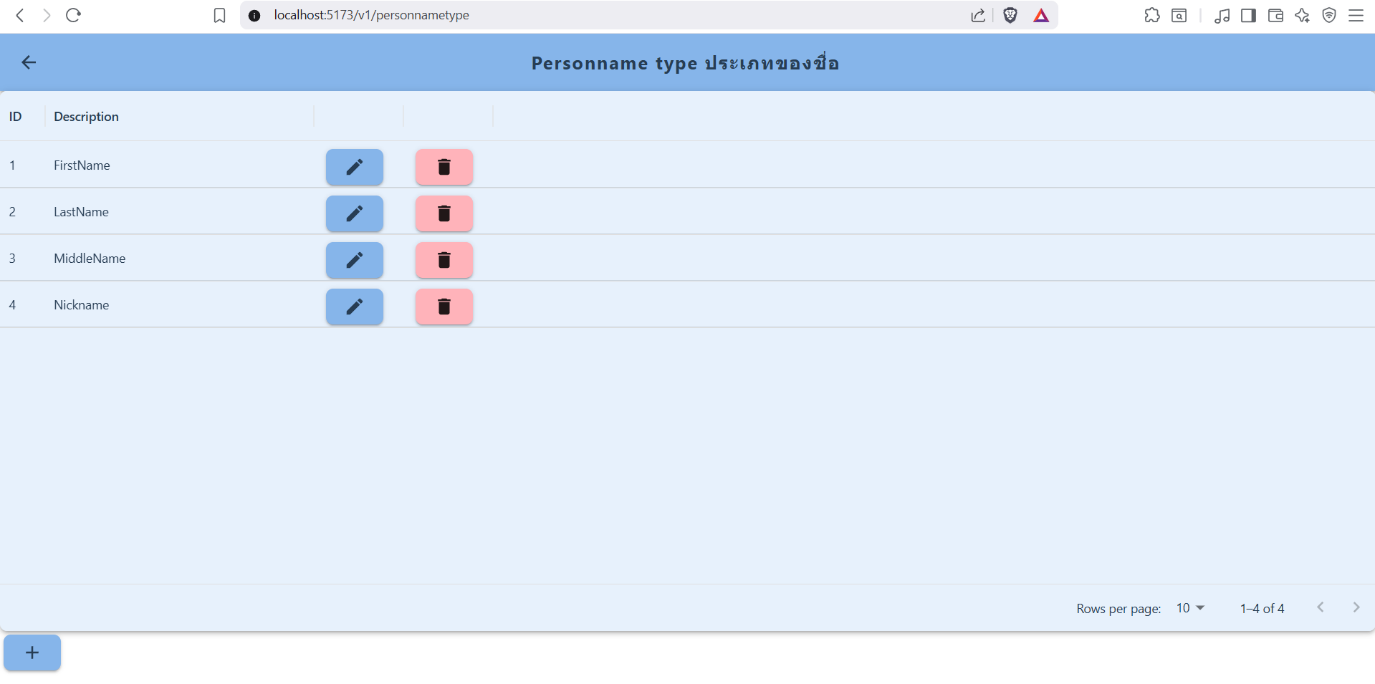 localhost:5173/v1/personnametype
Personname type ประเภทของชื่อ
ID Description
1 FirstName
2 LastName
3 MiddleName
4 Nickname
Rows per page: 10 1–4 of 4